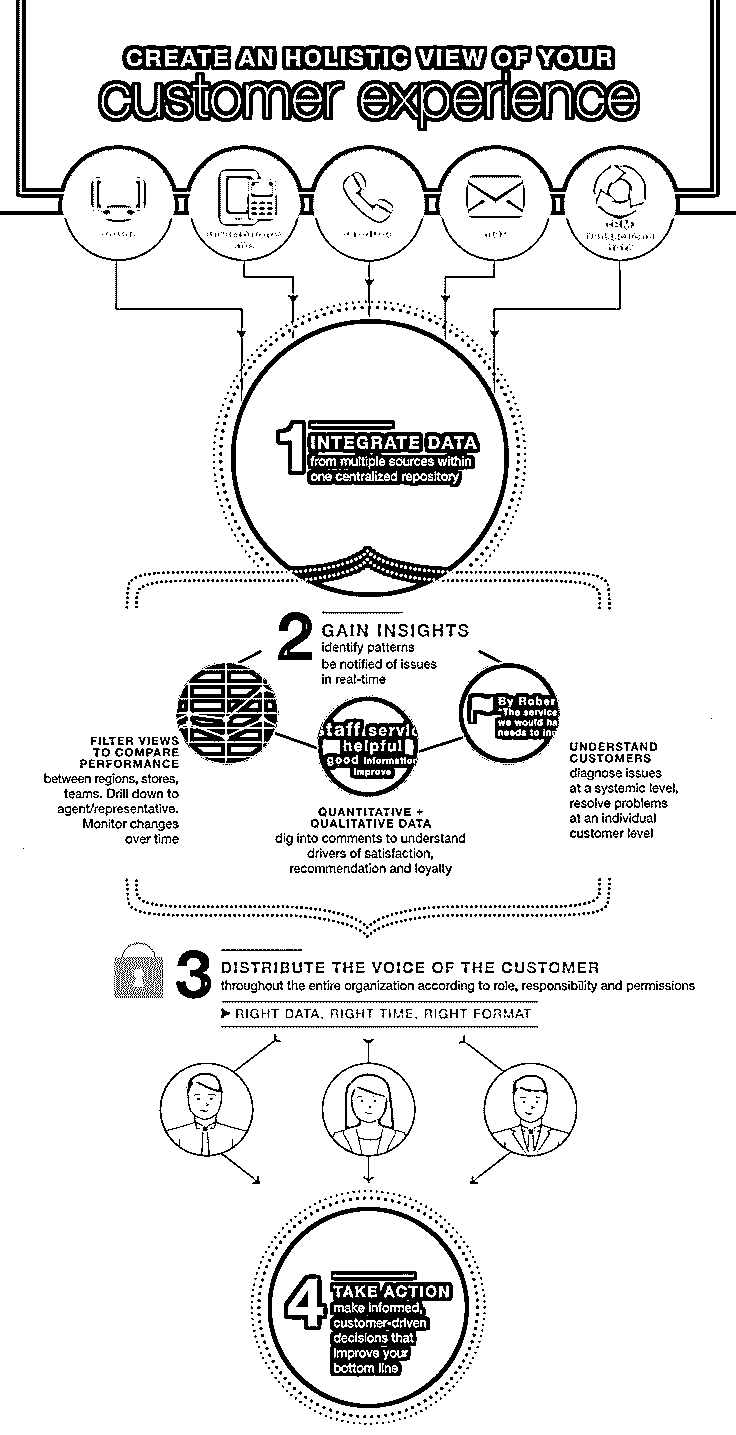 CREATE AN HOLISTIC VIEW OF YOUR
customer experience
1
INTEGRATE DATA
from multiple sources within
one centralized repository
2
GAIN INSIGHTS
identify patterns
be notified of issues
in real-time
FILTER VIEWS
TO COMPARE
PERFORMANCE
between regions, stores,
teams. Drill down to
agent/representative.
Monitor changes
over time
staff service
helpful
good information
improve
QUANTITATIVE +
QUALITATIVE DATA
dig into comments to understand
drivers of satisfaction,
recommendation and loyalty
By Rober
"The service
we would ha
needs to in
UNDERSTAND
CUSTOMERS
diagnose issues
at a systemic level,
resolve problems
at an individual
customer level
3
DISTRIBUTE THE VOICE OF THE CUSTOMER
throughout the entire organization according to role, responsibility and permissions
RIGHT DATA, RIGHT TIME, RIGHT FORMAT
4
TAKE ACTION
make informed,
customer-driven
decisions that
improve your
bottom line